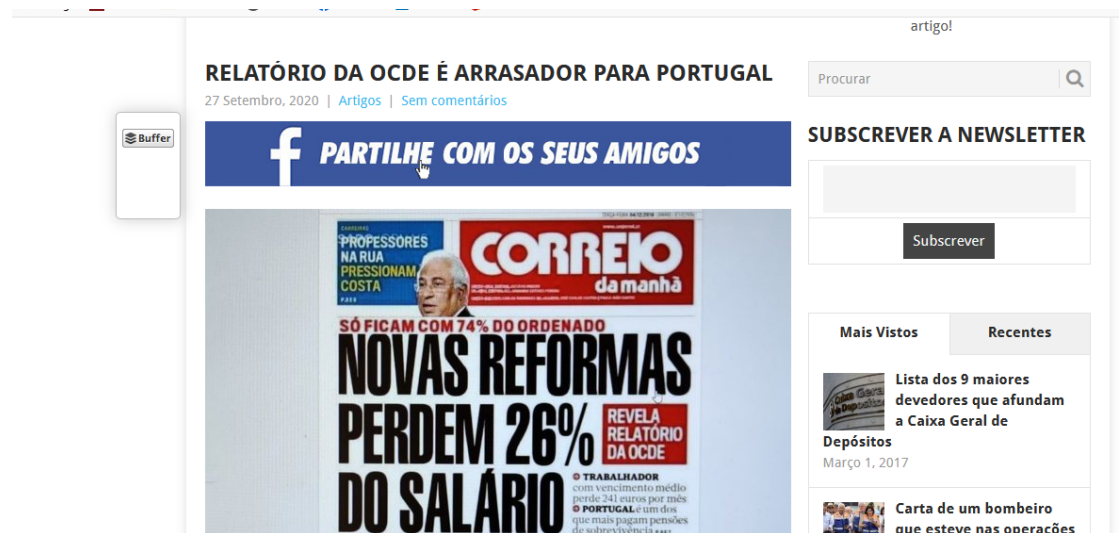 artigo!
RELATÓRIO DA OCDE É ARRASADOR PARA PORTUGAL
27 Setembro, 2020 | Artigos | Sem comentários
Procurar
Buffer
f PARTILHE COM OS SEUS AMIGOS
SUBSCREVER A NEWSLETTER
Subscrever
PROFESSORES
NA RUA
PRESSIONAM
COSTA
CORREIO
da manhã
SÓ FICAM COM 74% DO ORDENADO
NOVAS REFORMAS
PERDEM 26%
DO SALÁRIO
REVELA
RELATÓRIO
DA OCDE
TRABALHADOR
com vencimento médio
perde 241 euros por mês
PORTUGAL é um dos
que mais pagam pensões
de sobrevivência
Mais Vistos
Recentes
Lista dos 9 maiores
devedores que afundam
a Caixa Geral de
Depósitos
Março 1, 2017
Carta de um bombeiro
que esteve nas operações